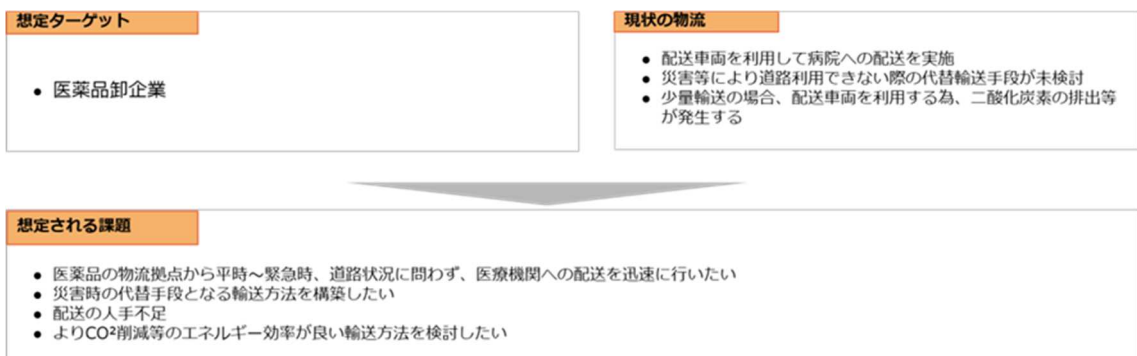 想定ターゲット
● 医薬品卸企業
現状の物流
● 配送車両を利用して病院への配送を実施
● 災害等により道路利用できない際の代替輸送手段が未検討
● 少量輸送の場合、配送車両を利用する為、二酸化炭素の排出等
が発生する
想定される課題
● 医薬品の物流拠点から平時～緊急時、道路状況に問わず、医療機関への配送を迅速に行いたい
● 災害時の代替手段となる輸送方法を構築したい
● 配送の人手不足
● よりCO²削減等のエネルギー効率が良い輸送方法を検討したい